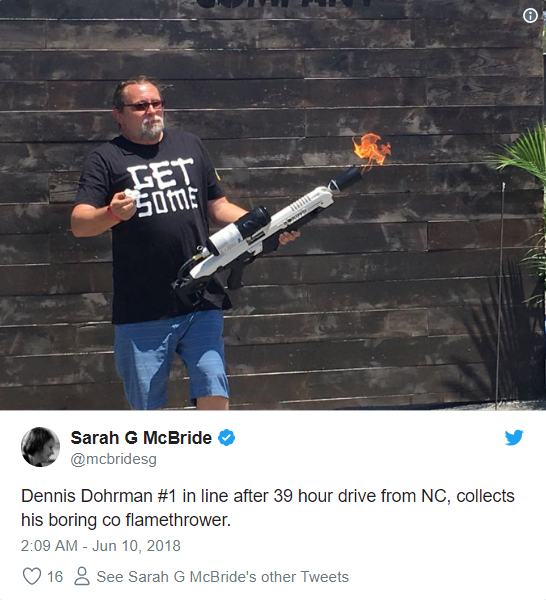 COMPANY
GET
SOME
Sarah G McBride
@mcbridesg
Dennis Dohrman #1 in line after 39 hour drive from NC, collects
his boring co flamethrower.
2:09 AM - Jun 10, 2018
16 See Sarah G McBride's other Tweets